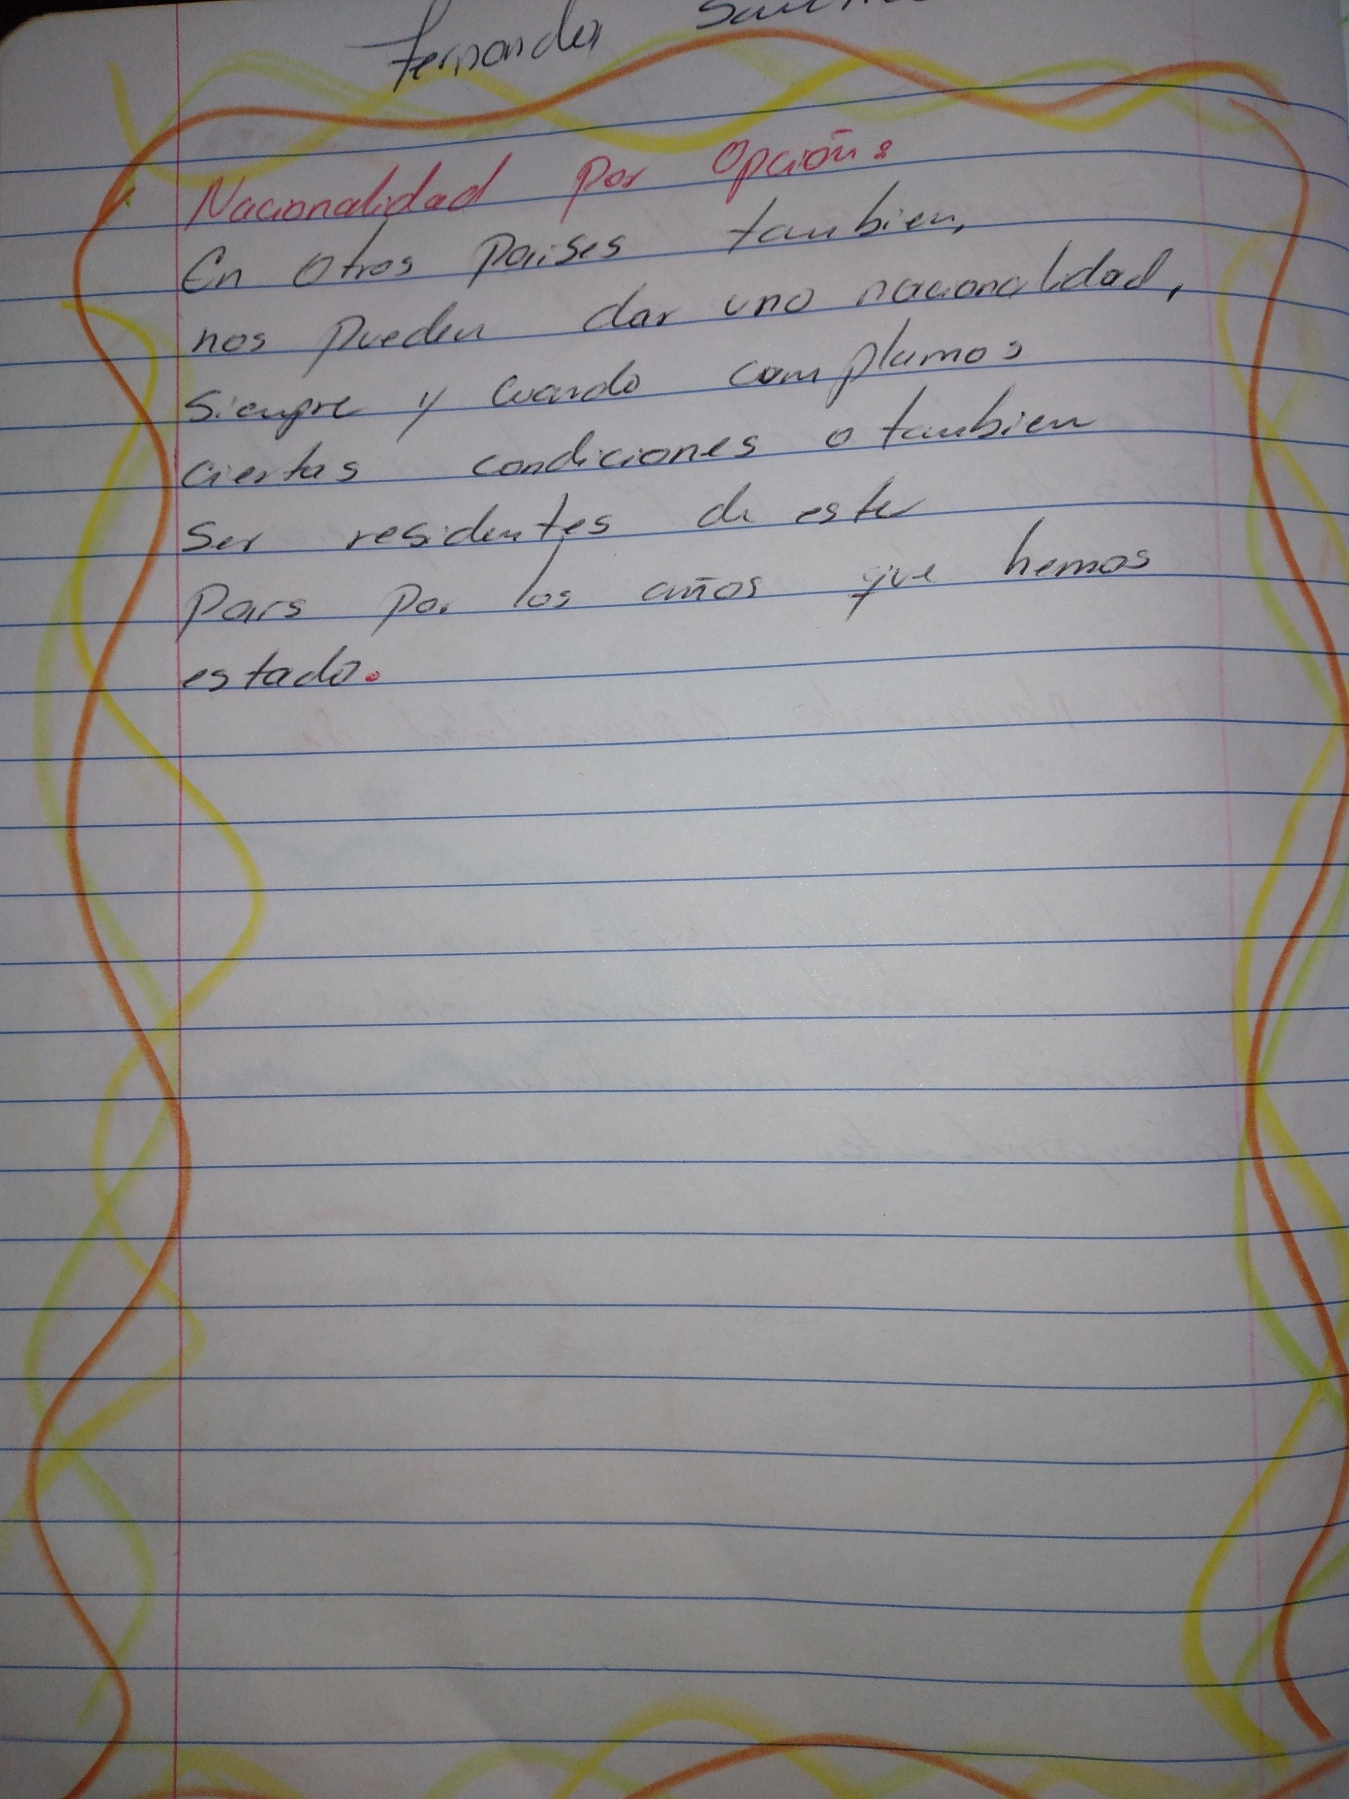 Fernanda
Nacionalidad por Opción:
En otros paises tambien,
nos pueden dar una nacionalidad,
siempre y cuando complamos
ciertas condiciones o tambien
ser residentes de este
pais por los años que hemos
estado.